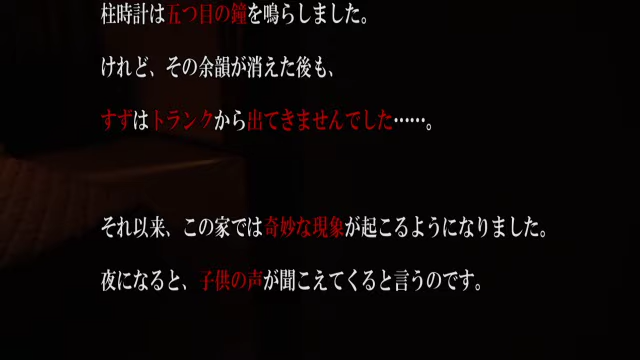 柱時計は五つ目の鐘を鳴らしました。
けれど、その余韻が消えた後も、
すずはトランクから出てきませんでした……。
それ以来、この家では奇妙な現象が起こるようになりました。
夜になると、子供の声が聞こえてくると言うのです。